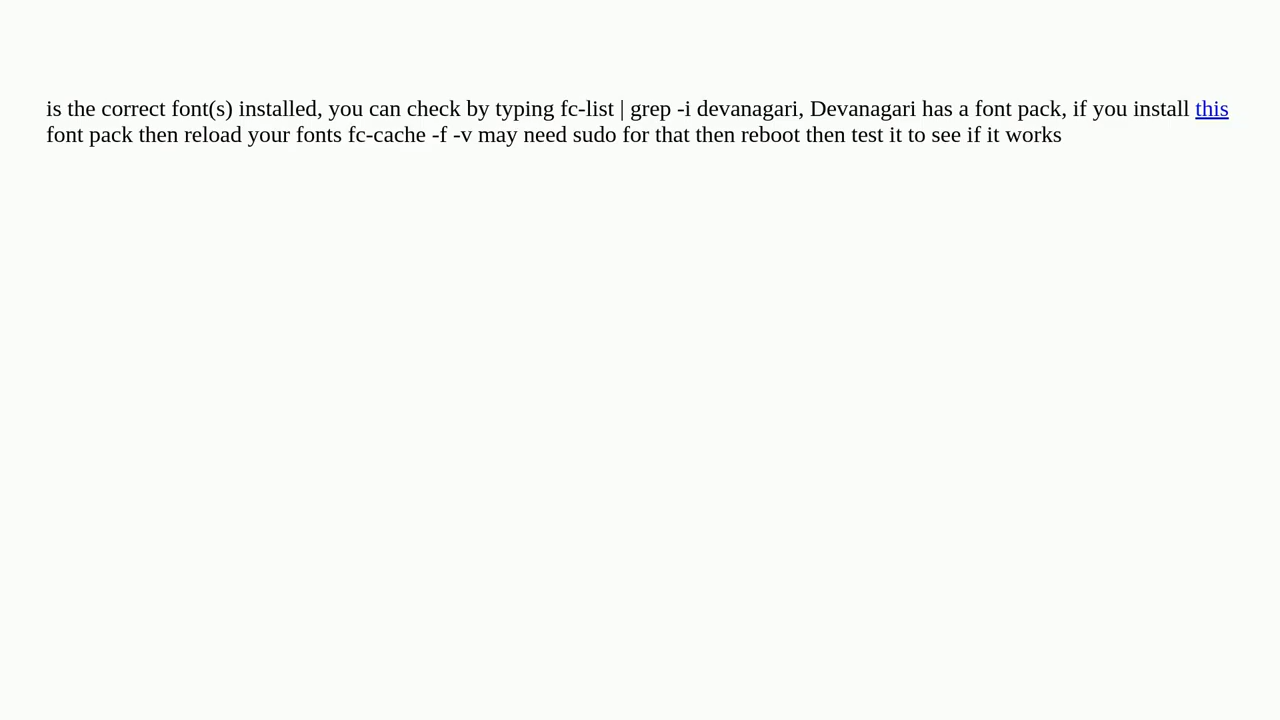 is the correct font(s) installed, you can check by typing fc-list | grep -i devanagari, Devanagari has a font pack, if you install this
font pack then reload your fonts fc-cache -f -v may need sudo for that then reboot then test it to see if it works